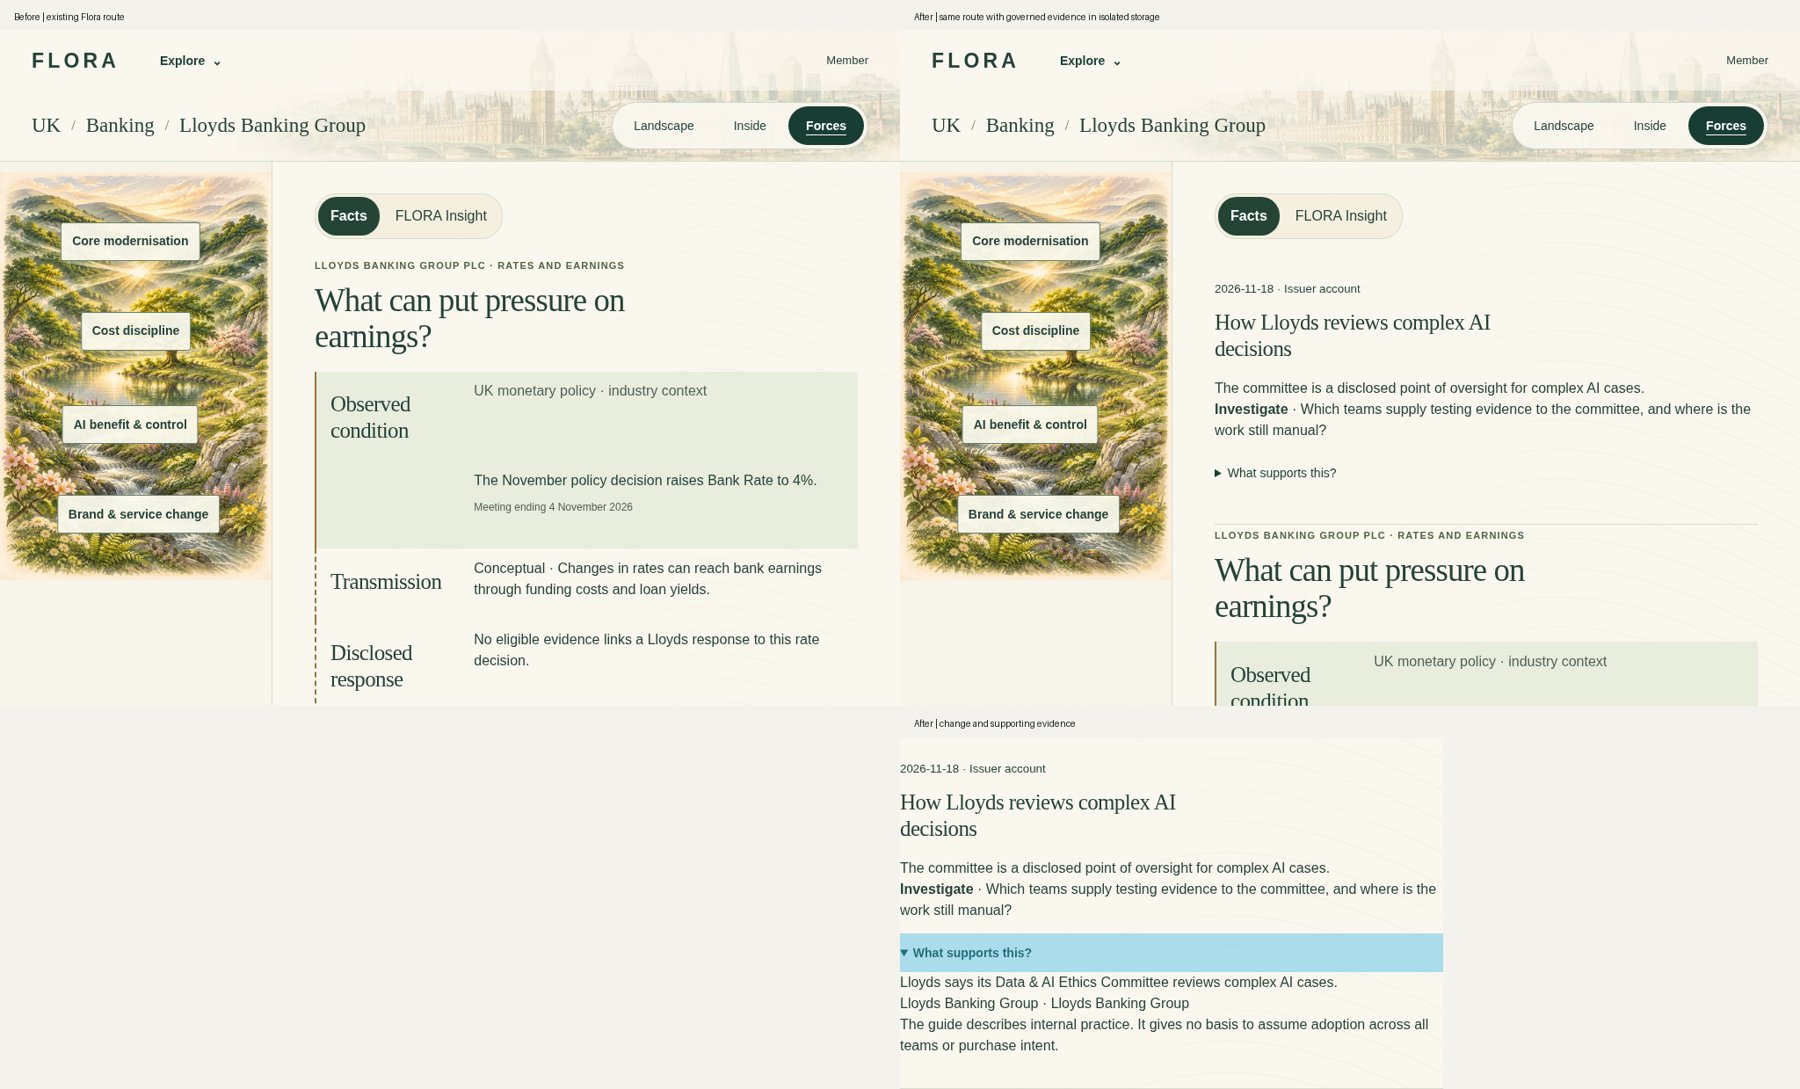 Before | existing Flora route
FLORA
Explore
Member
UK / Banking / Lloyds Banking Group
Landscape
Inside
Forces
Core modernisation
Cost discipline
AI benefit & control
Brand & service change
Facts
FLORA Insight
LLOYDS BANKING GROUP PLC · RATES AND EARNINGS
What can put pressure on
earnings?
Observed
condition
UK monetary policy · industry context
The November policy decision raises Bank Rate to 4%.
Meeting ending 4 November 2026
Transmission
Conceptual · Changes in rates can reach bank earnings
through funding costs and loan yields.
Disclosed
response
No eligible evidence links a Lloyds response to this rate
decision.
After | same route with governed evidence in isolated storage
FLORA
Explore
Member
UK / Banking / Lloyds Banking Group
Landscape
Inside
Forces
Core modernisation
Cost discipline
AI benefit & control
Brand & service change
Facts
FLORA Insight
2026-11-18 · Issuer account
How Lloyds reviews complex AI
decisions
The committee is a disclosed point of oversight for complex AI cases.
Investigate · Which teams supply testing evidence to the committee, and where is the
work still manual?
▶ What supports this?
LLOYDS BANKING GROUP PLC · RATES AND EARNINGS
What can put pressure on
earnings?
Observed
condition
UK monetary policy · industry context
After | change and supporting evidence
2026-11-18 · Issuer account
How Lloyds reviews complex AI
decisions
The committee is a disclosed point of oversight for complex AI cases.
Investigate · Which teams supply testing evidence to the committee, and where is the
work still manual?
▼ What supports this?
Lloyds says its Data & AI Ethics Committee reviews complex AI cases.
Lloyds Banking Group · Lloyds Banking Group
The guide describes internal practice. It gives no basis to assume adoption across all
teams or purchase intent.